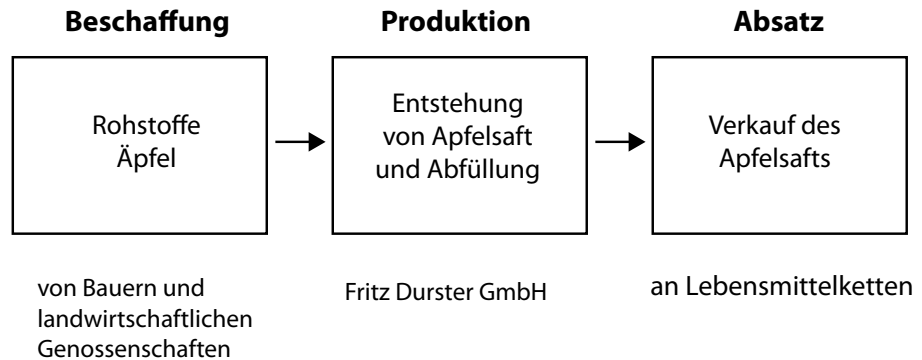 Beschaffung
Produktion
Absatz
Rohstoffe
Äpfel
Entstehung
von Apfelsaft
und Abfüllung
Verkauf des
Apfelsafts
von Bauern und
landwirtschaftlichen
Genossenschaften
Fritz Durster GmbH
an Lebensmittelketten